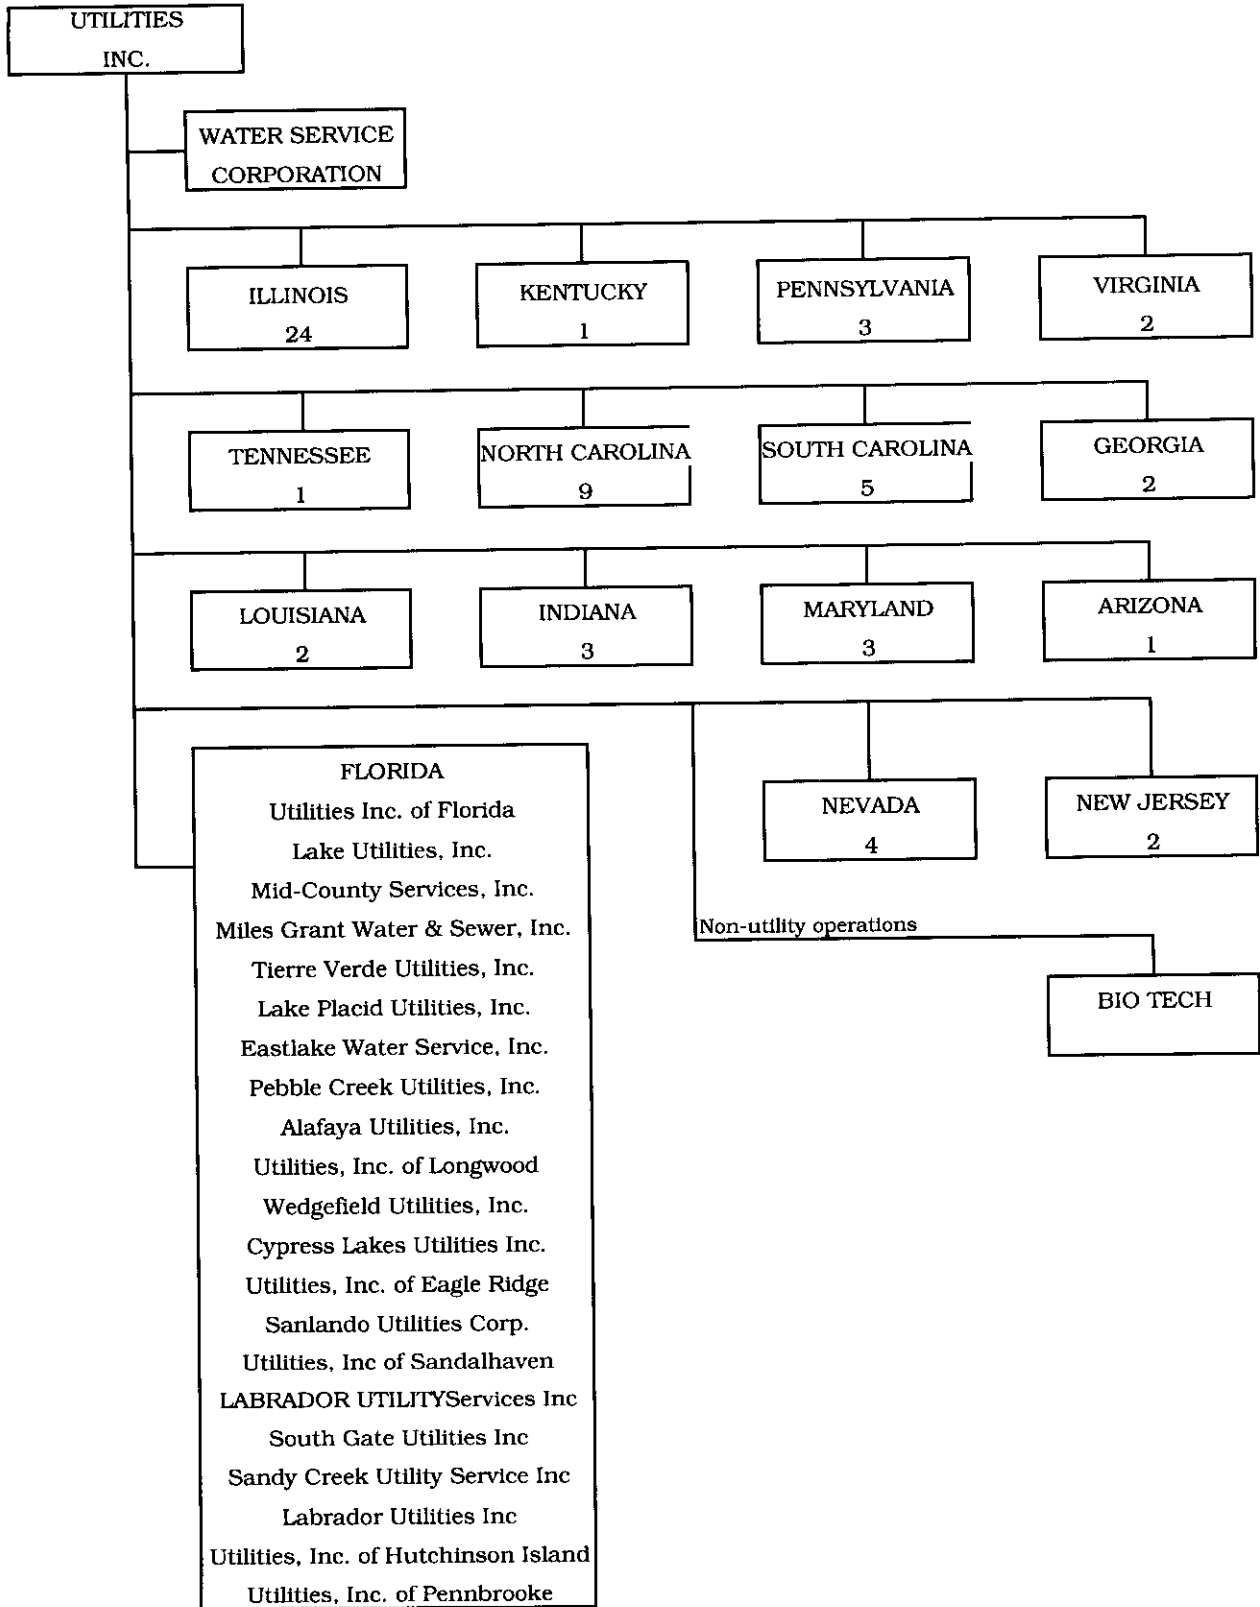 UTILITIES
INC.
WATER SERVICE
CORPORATION
ILLINOIS
24
KENTUCKY
1
PENNSYLVANIA
3
VIRGINIA
2
TENNESSEE
1
NORTH CAROLINA
9
SOUTH CAROLINA
5
GEORGIA
2
LOUISIANA
2
INDIANA
3
MARYLAND
3
ARIZONA
1
FLORIDA
Utilities Inc. of Florida
Lake Utilities, Inc.
Mid-County Services, Inc.
Miles Grant Water & Sewer, Inc.
Tierre Verde Utilities, Inc.
Lake Placid Utilities, Inc.
Eastlake Water Service, Inc.
Pebble Creek Utilities, Inc.
Alafaya Utilities, Inc.
Utilities, Inc. of Longwood
Wedgefield Utilities, Inc.
Cypress Lakes Utilities Inc.
Utilities, Inc. of Eagle Ridge
Sanlando Utilities Corp.
Utilities, Inc of Sandalhaven
LABRADOR UTILITYServices Inc
South Gate Utilities Inc
Sandy Creek Utility Service Inc
Labrador Utilities Inc
Utilities, Inc. of Hutchinson Island
Utilities, Inc. of Pennbrooke
NEVADA
4
NEW JERSEY
2
Non-utility operations
BIO TECH